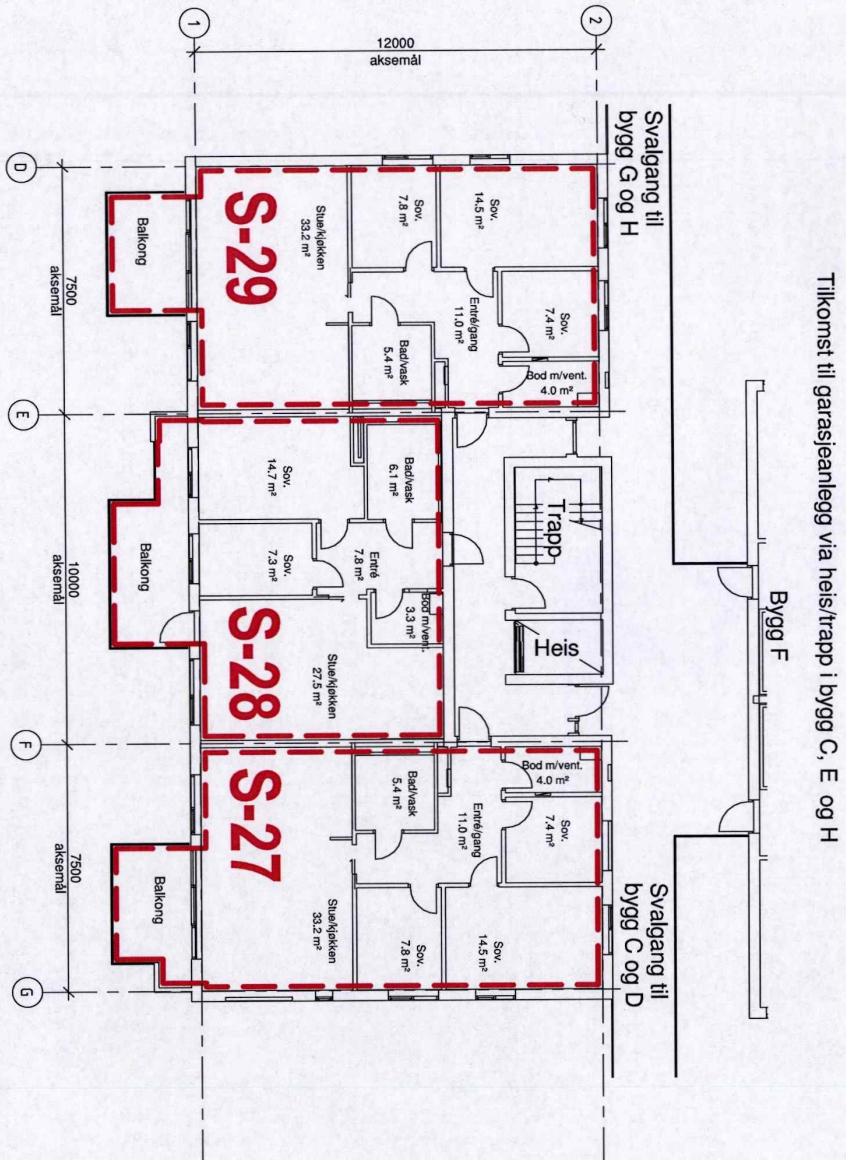 Tilkomst til garasjeanlegg via heis/trapp i bygg C, E og H
Bygg F
Svalgang til
bygg G og H
Svalgang til
bygg C og D
2
12000
aksemål
1
Sov.
14.5 m²
Sov.
7.4 m²
Bod m/vent.
4.0 m²
Sov.
7.8 m²
Entré/gang
11.0 m²
Bad/vask
5.4 m²
Stue/kjøkken
33.2 m²
S-29
Balkong
Trapp
Heis
Bad/vask
6.1 m²
Entré
7.8 m²
Bod m/vent.
3.3 m²
Sov.
14.7 m²
Sov.
7.3 m²
Stue/kjøkken
27.5 m²
S-28
Balkong
Bod m/vent.
4.0 m²
Sov.
7.4 m²
Sov.
14.5 m²
Entré/gang
11.0 m²
Bad/vask
5.4 m²
Sov.
7.8 m²
Stue/kjøkken
33.2 m²
S-27
Balkong
D
7500
aksemål
E
10000
aksemål
F
7500
aksemål
G